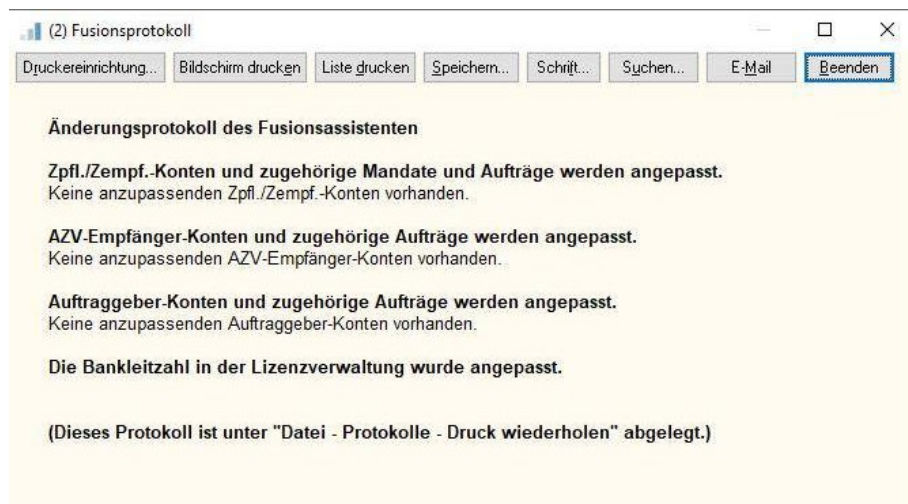 (2) Fusionsprotokoll
Druckereinrichtung... Bildschirm drucken Liste drucken Speichern... Schrift... Suchen... E-Mail Beenden
Änderungsprotokoll des Fusionsassistenten
Zpfl./Zempf.-Konten und zugehörige Mandate und Aufträge werden angepasst.
Keine anzupassenden Zpfl./Zempf.-Konten vorhanden.
AZV-Empfänger-Konten und zugehörige Aufträge werden angepasst.
Keine anzupassenden AZV-Empfänger-Konten vorhanden.
Auftraggeber-Konten und zugehörige Aufträge werden angepasst.
Keine anzupassenden Auftraggeber-Konten vorhanden.
Die Bankleitzahl in der Lizenzverwaltung wurde angepasst.
(Dieses Protokoll ist unter "Datei - Protokolle - Druck wiederholen" abgelegt.)